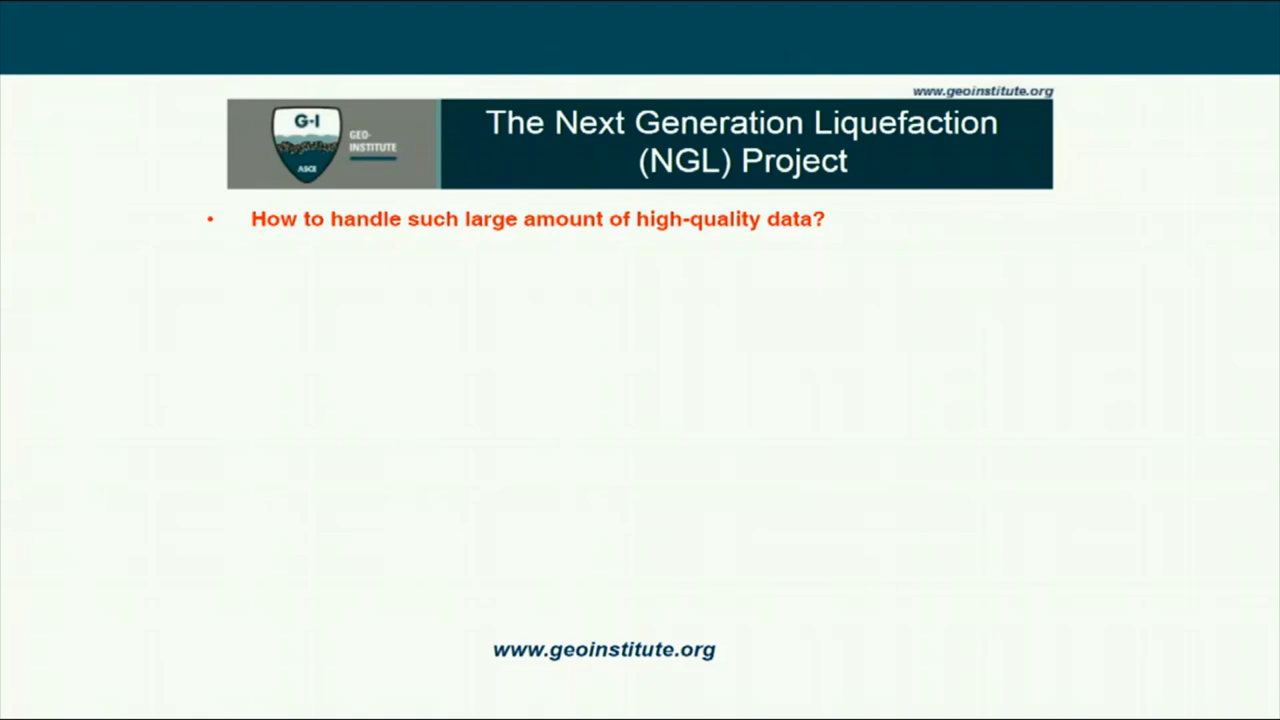 www.geoinstitute.org
G-I
GEO-
INSTITUTE
ASCE
The Next Generation Liquefaction
(NGL) Project
• How to handle such large amount of high-quality data?
www.geoinstitute.org